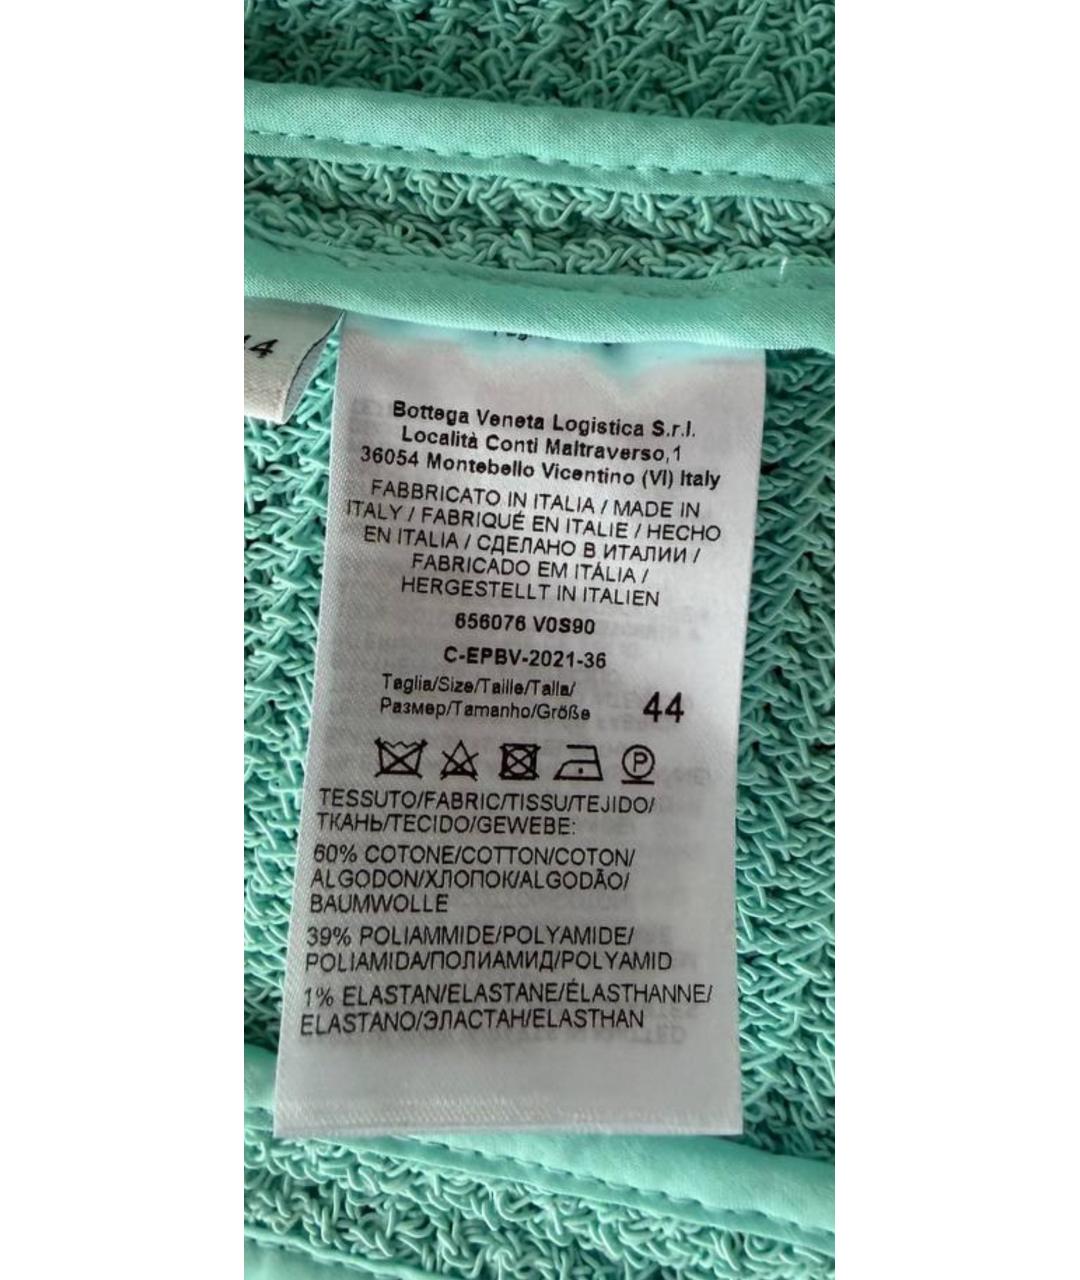 Bottega Veneta Logistica S.r.l.
Località Conti Maltraverso,1
36054 Montebello Vicentino (VI) Italy
FABBRICATO IN ITALIA / MADE IN
ITALY / FABRIQUÉ EN ITALIE / HECHO
EN ITALIA / СДЕЛАНО В ИТАЛИИ /
FABRICADO EM ITÁLIA /
HERGESTELLT IN ITALIEN
656076 V0S90
C-EPBV-2021-36
Taglia/Size/Taille/Talla/
Размер/Tamanho/Größe 44
P
TESSUTO/FABRIC/TISSU/TEJIDO/
ТКАНЬ/TECIDO/GEWEBE:
60% COTONE/COTTON/COTON/
ALGODON/ХЛОПОК/ALGODÃO/
BAUMWOLLE
39% POLIAMMIDE/POLYAMIDE/
POLIAMIDA/ПОЛИАМИД/POLYAMID
1% ELASTAN/ELASTANE/ÉLASTHANNE/
ELASTANO/ЭЛАСТАН/ELASTHAN